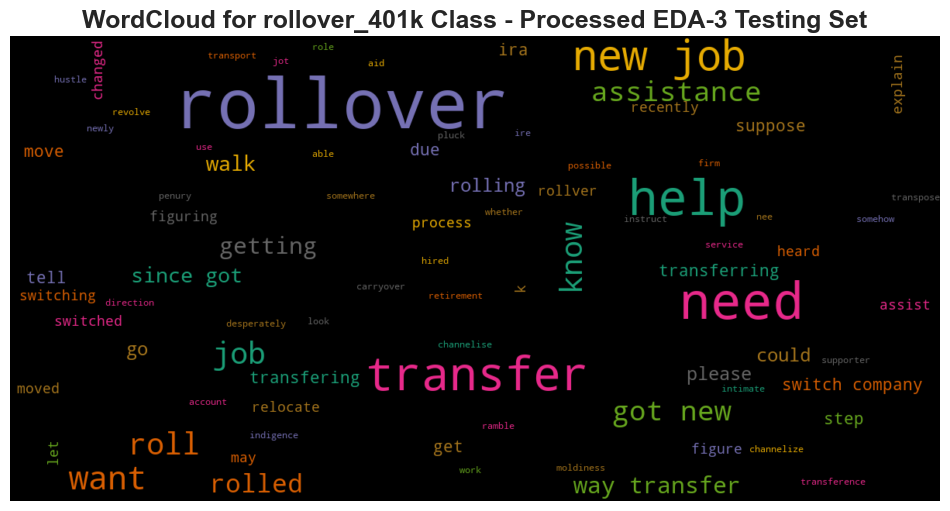 WordCloud for rollover_401k Class - Processed EDA-3 Testing Set
changed
transport
role
jot
aid
ira
new job
explain
hustle
rollover
assistance
revolve
recently
newly
pluck
ire
suppose
move
use
able
due
walk
possible
firm
penury
somewhere
rolling
rollver
help
transpose
figuring
whether
process
instruct
nee
somehow
getting
know
service
heard
tell
since got
hired
transferring
switching
direction
carryover
retirement
k
need
assist
switched
desperately
look
go
job
channelise
could
supporter
moved
transfering
transfer
please
intimate
switch company
account
relocate
got new
step
let
roll
indigence
ramble
get
figure
channelize
may
want
rolled
work
moldiness
way transfer
transference